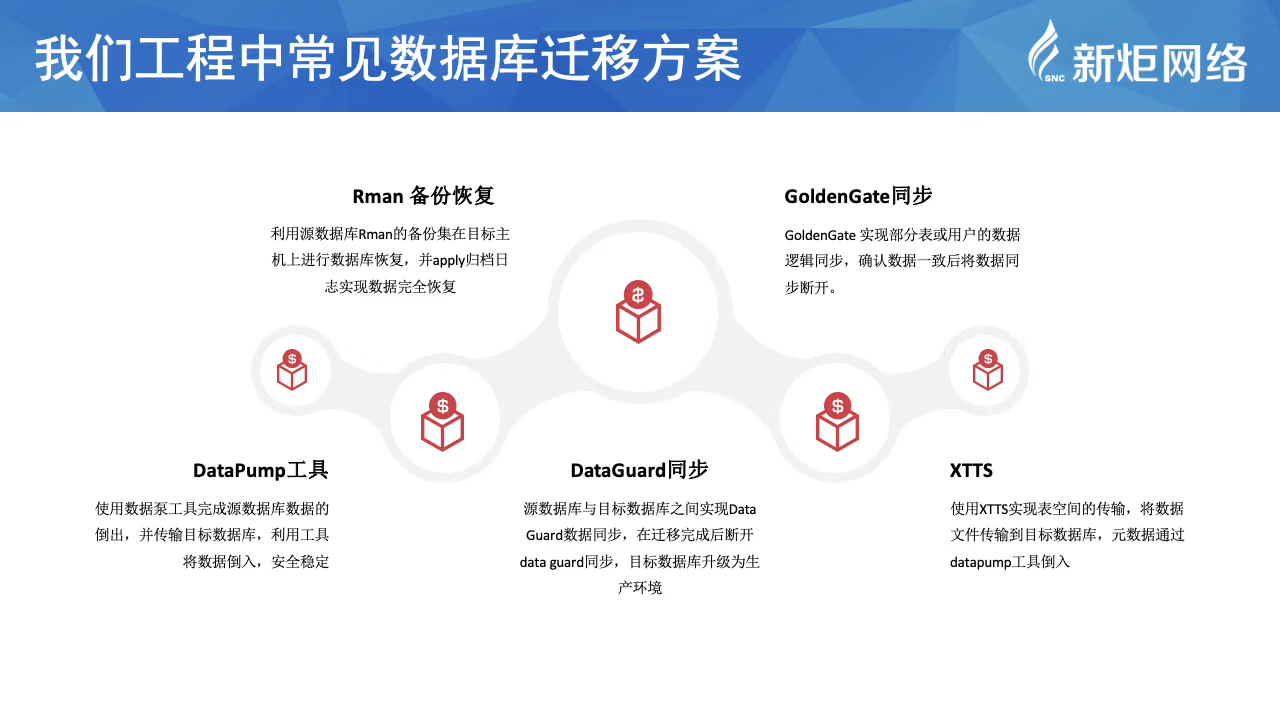 我们工程中常见数据库迁移方案
SNC 新炬网络
Rman 备份恢复
利用源数据库Rman的备份集在目标主
机上进行数据库恢复，并apply归档日
志实现数据完全恢复
GoldenGate同步
GoldenGate 实现部分表或用户的数据
逻辑同步，确认数据一致后将数据同
步断开。
DataPump工具
使用数据泵工具完成源数据库数据的
倒出，并传输目标数据库，利用工具
将数据倒入，安全稳定
DataGuard同步
源数据库与目标数据库之间实现Data
Guard数据同步，在迁移完成后断开
data guard同步，目标数据库升级为生
产环境
XTTS
使用XTTS实现表空间的传输，将数据
文件传输到目标数据库，元数据通过
datapump工具倒入